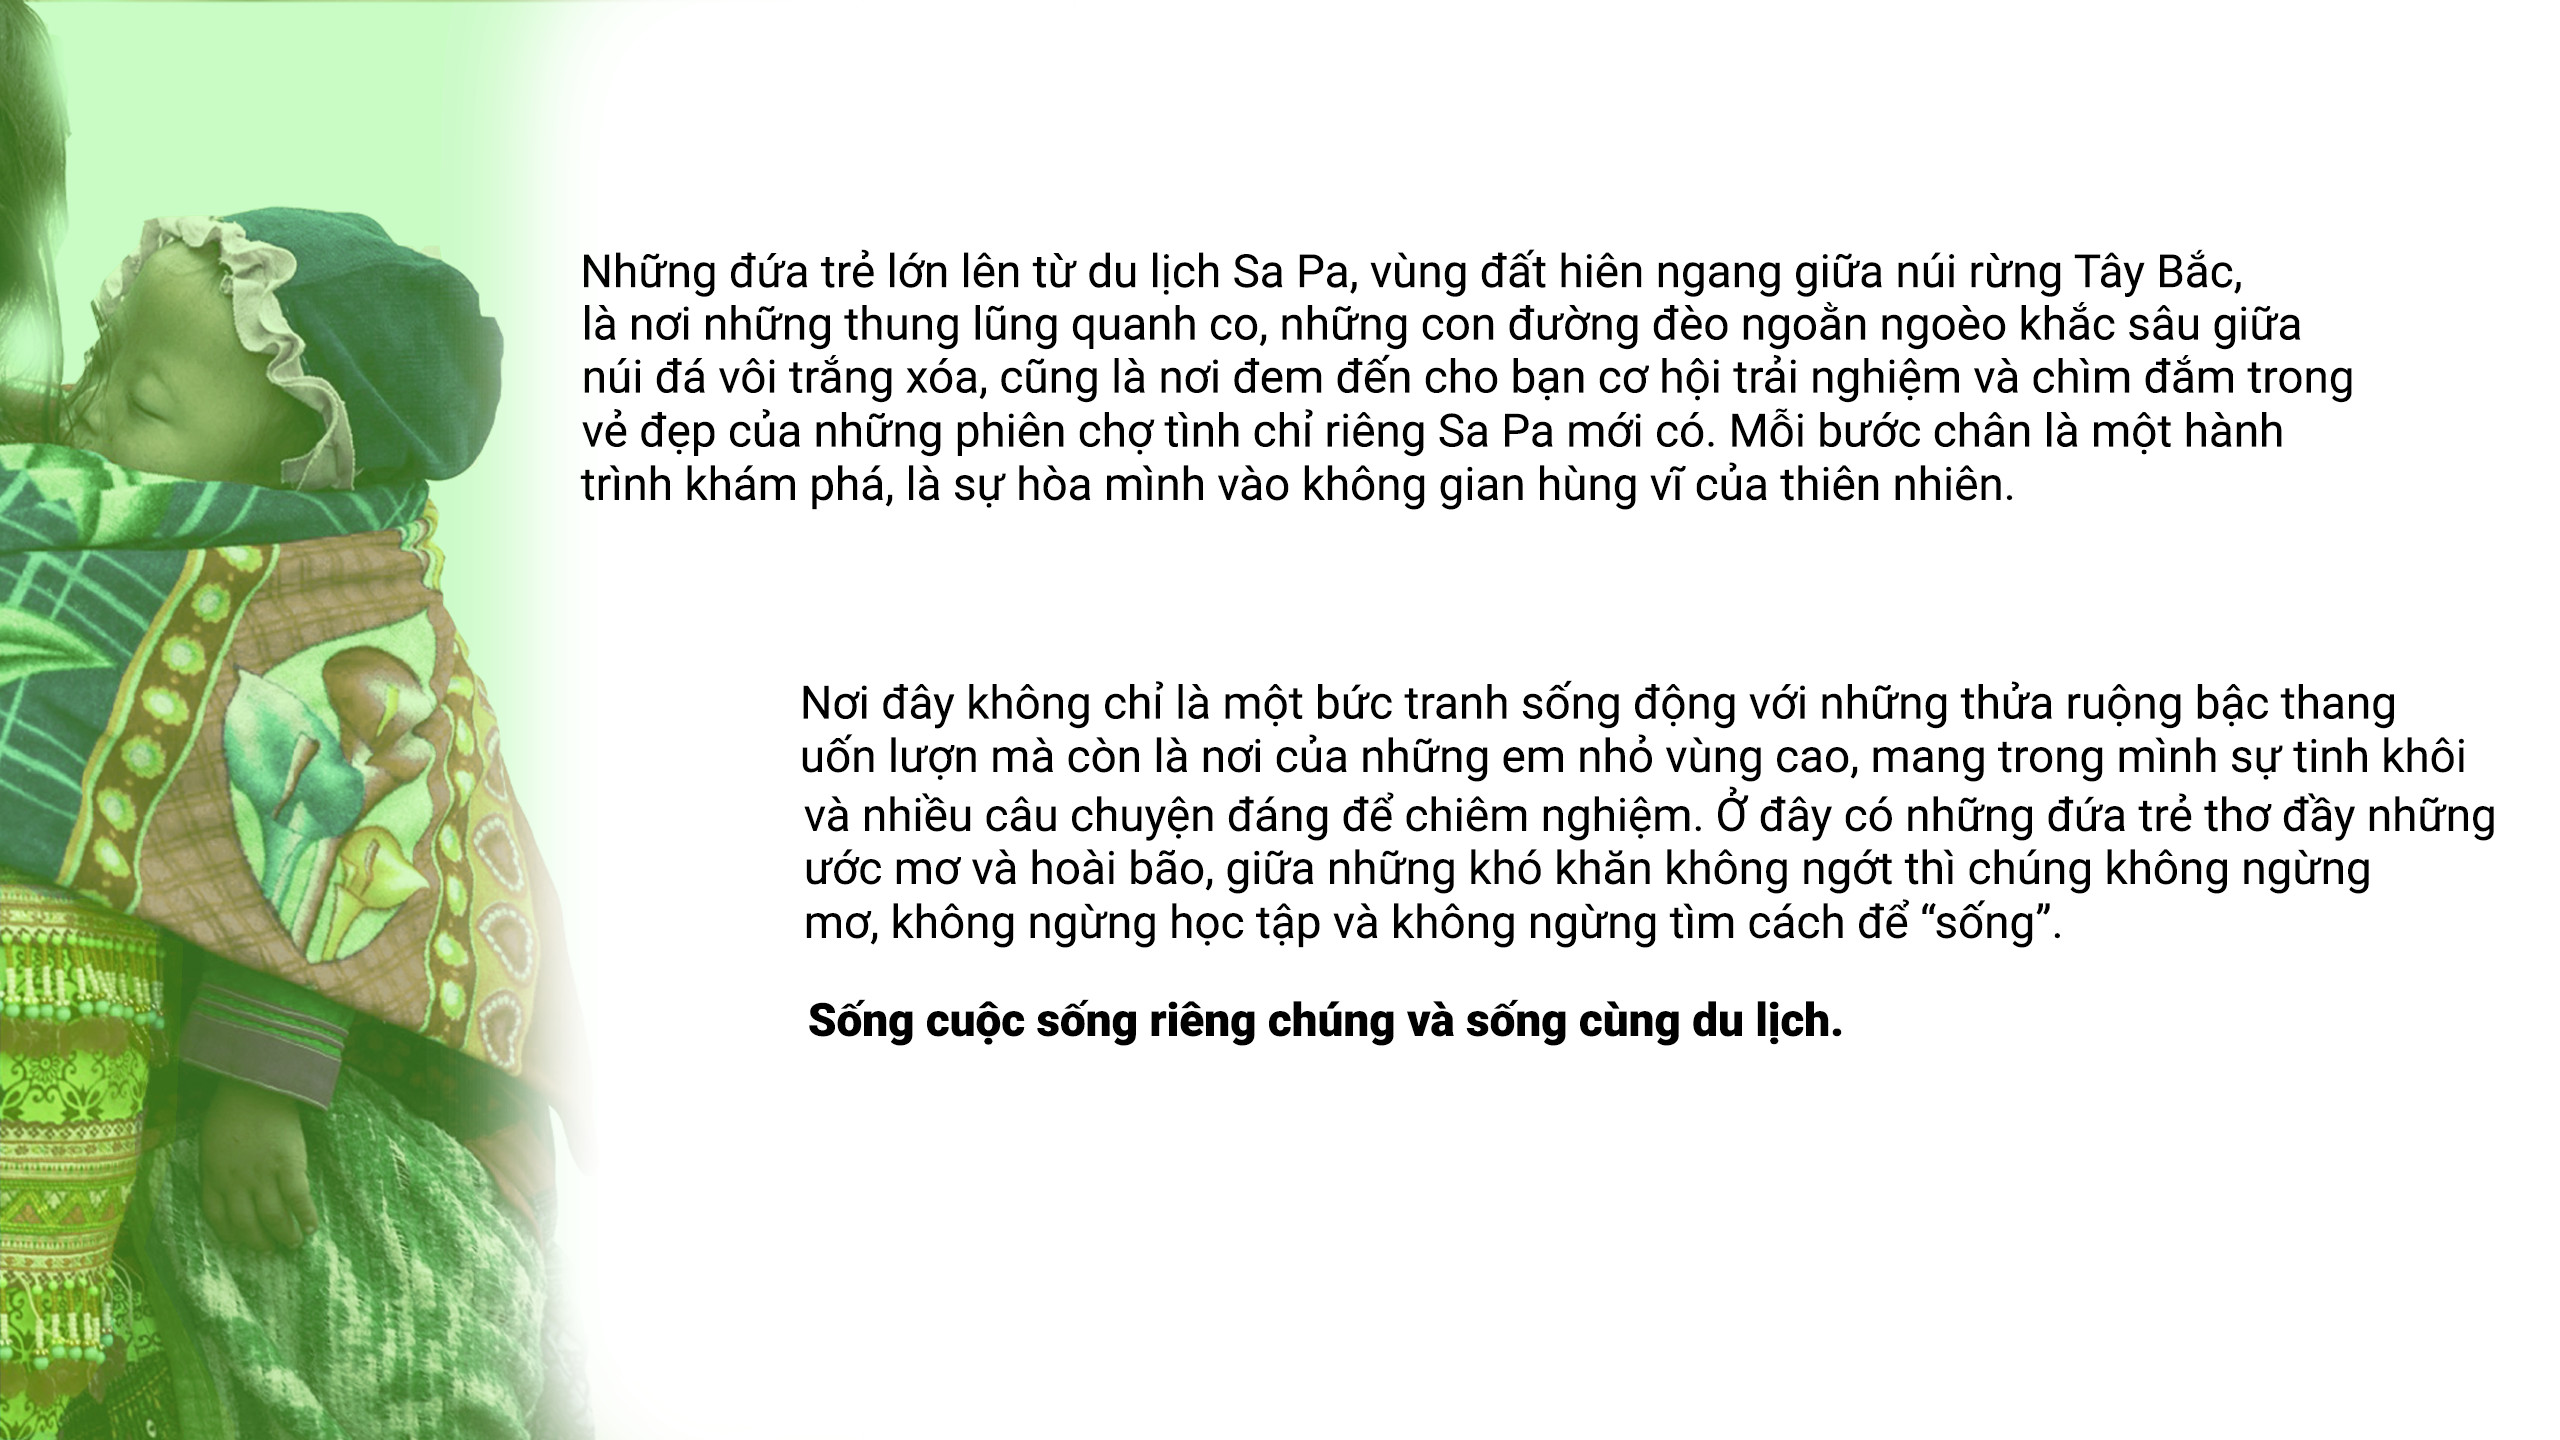 Những đứa trẻ lớn lên từ du lịch Sa Pa, vùng đất hiên ngang giữa núi rừng Tây Bắc,
là nơi những thung lũng quanh co, những con đường đèo ngoằn ngoèo khắc sâu giữa
núi đá vôi trắng xóa, cũng là nơi đem đến cho bạn cơ hội trải nghiệm và chìm đắm trong
vẻ đẹp của những phiên chợ tình chỉ riêng Sa Pa mới có. Mỗi bước chân là một hành
trình khám phá, là sự hòa mình vào không gian hùng vĩ của thiên nhiên.
Nơi đây không chỉ là một bức tranh sống động với những thửa ruộng bậc thang
uốn lượn mà còn là nơi của những em nhỏ vùng cao, mang trong mình sự tinh khôi
và nhiều câu chuyện đáng để chiêm nghiệm. Ở đây có những đứa trẻ thơ đầy những
ước mơ và hoài bão, giữa những khó khăn không ngớt thì chúng không ngừng
mơ, không ngừng học tập và không ngừng tìm cách để “sống”.
Sống cuộc sống riêng chúng và sống cùng du lịch.